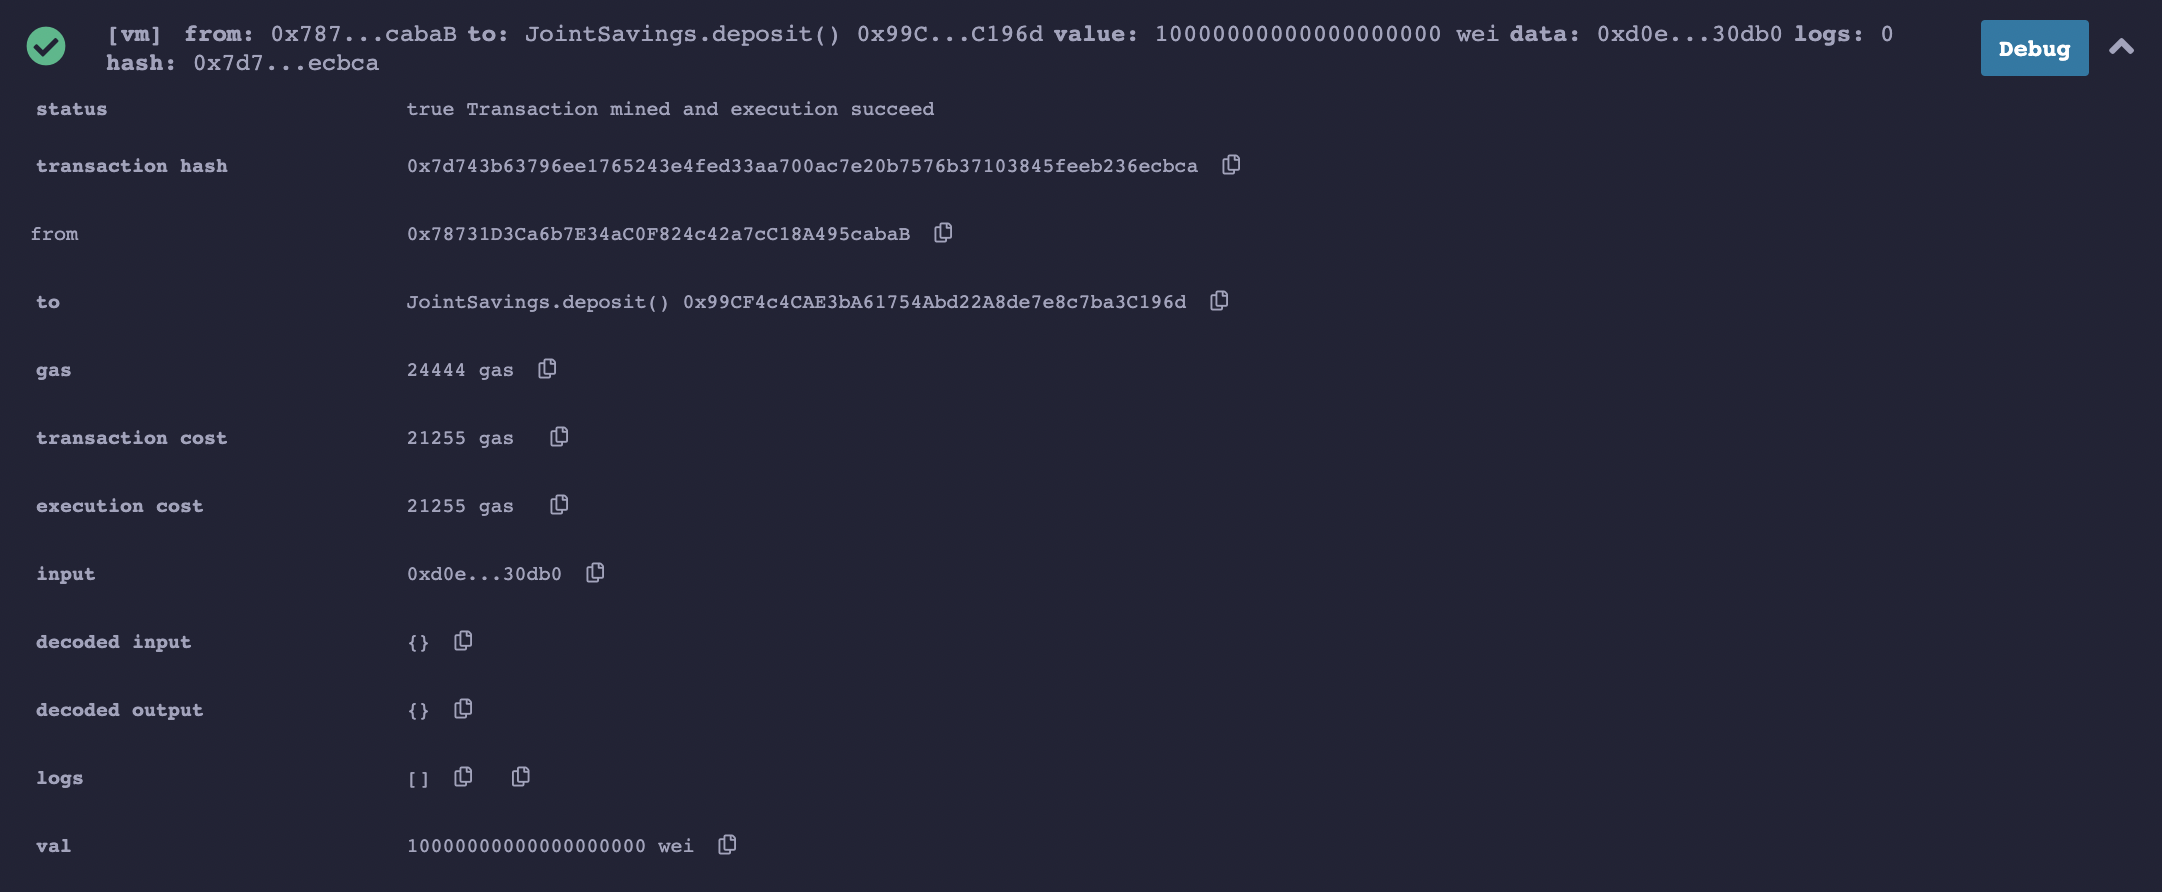 [vm] from: 0x787...cabaB to: JointSavings.deposit() 0x99C...C196d value: 10000000000000000000 wei data: 0xd0e...30db0 logs: 0
hash: 0x7d7...ecbca
Debug
status true Transaction mined and execution succeed
transaction hash 0x7d743b63796ee1765243e4fed33aa700ac7e20b7576b37103845feeb236ecbca
from 0x78731D3Ca6b7E34aC0F824c42a7cC18A495cabaB
to JointSavings.deposit() 0x99CF4c4CAE3bA61754Abd22A8de7e8c7ba3C196d
gas 24444 gas
transaction cost 21255 gas
execution cost 21255 gas
input 0xd0e...30db0
decoded input {}
decoded output {}
logs []
val 10000000000000000000 wei